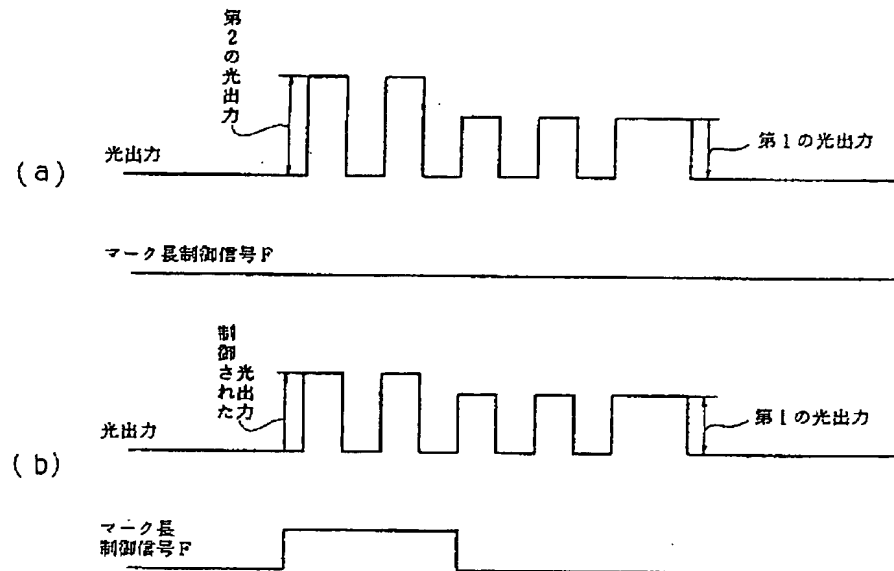 第2の光出力
光出力
第1の光出力
(a)
マーク長制御信号F
制御された
光出力
光出力
第1の光出力
(b)
マーク長
制御信号F